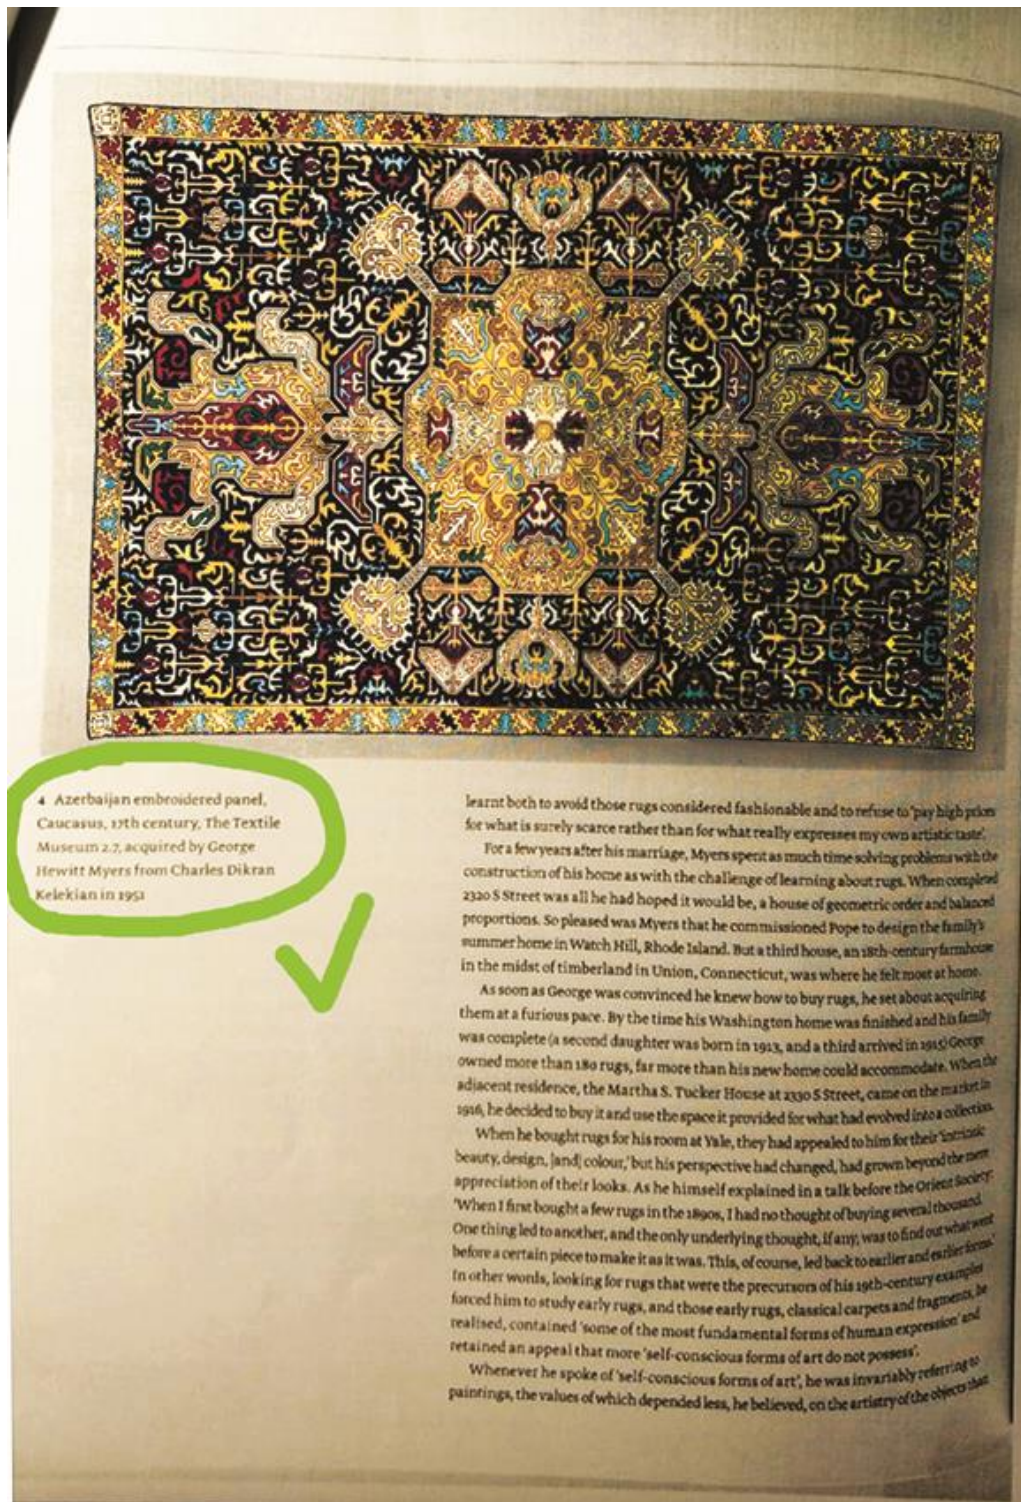 4 Azerbaijan embroidered panel,
Caucasus, 17th century, The Textile
Museum 2.7, acquired by George
Hewitt Myers from Charles Dikran
Kelekian in 1951
learnt both to avoid those rugs considered fashionable and to refuse to 'pay high prices
for what is surely scarce rather than for what really expresses my own artistic taste'.
For a few years after his marriage, Myers spent as much time solving problems with the
construction of his home as with the challenge of learning about rugs. When completed
2320 S Street was all he had hoped it would be, a house of geometric order and balanced
proportions. So pleased was Myers that he commissioned Pope to design the family's
summer home in Watch Hill, Rhode Island. But a third house, an 18th-century farmhouse
in the midst of timberland in Union, Connecticut, was where he felt most at home.
As soon as George was convinced he knew how to buy rugs, he set about acquiring
them at a furious pace. By the time his Washington home was finished and his family
was complete (a second daughter was born in 1913, and a third arrived in 1915) George
owned more than 180 rugs, far more than his new home could accommodate. When the
adjacent residence, the Martha S. Tucker House at 2330 S Street, came on the market in
1916, he decided to buy it and use the space it provided for what had evolved into a collection.
When he bought rugs for his room at Yale, they had appealed to him for their 'intrinsic
beauty, design, [and] colour,' but his perspective had changed, had grown beyond the mere
appreciation of their looks. As he himself explained in a talk before the Orient Society:
'When I first bought a few rugs in the 1890s, I had no thought of buying several thousand.
One thing led to another, and the only underlying thought, if any, was to find out what went
before a certain piece to make it as it was. This, of course, led back to earlier and earlier forms.'
In other words, looking for rugs that were the precursors of his 19th-century examples
forced him to study early rugs, and those early rugs, classical carpets and fragments, he
realised, contained 'some of the most fundamental forms of human expression' and
retained an appeal that more 'self-conscious forms of art do not possess'.
Whenever he spoke of 'self-conscious forms of art', he was invariably referring to
paintings, the values of which depended less, he believed, on the artistry of the objects than